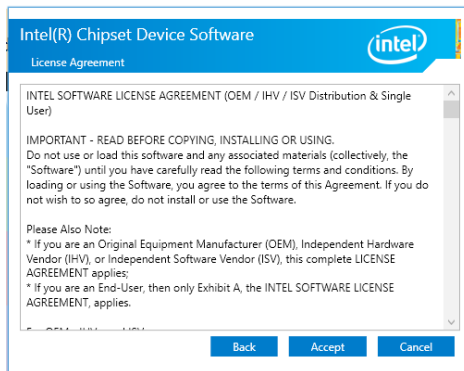 Intel(R) Chipset Device Software
intel
License Agreement
INTEL SOFTWARE LICENSE AGREEMENT (OEM / IHV / ISV Distribution & Single
User)
IMPORTANT - READ BEFORE COPYING, INSTALLING OR USING.
Do not use or load this software and any associated materials (collectively, the
"Software") until you have carefully read the following terms and conditions. By
loading or using the Software, you agree to the terms of this Agreement. If you do
not wish to so agree, do not install or use the Software.
Please Also Note:
* If you are an Original Equipment Manufacturer (OEM), Independent Hardware
Vendor (IHV), or Independent Software Vendor (ISV), this complete LICENSE
AGREEMENT applies;
* If you are an End-User, then only Exhibit A, the INTEL SOFTWARE LICENSE
AGREEMENT, applies.
Back Accept Cancel